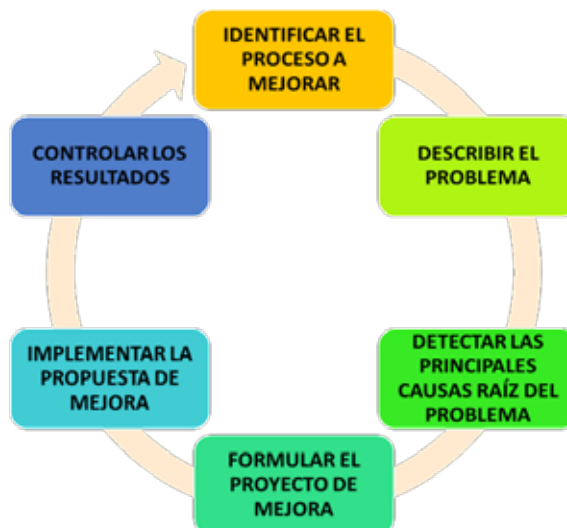 IDENTIFICAR EL
PROCESO A
MEJORAR
DESCRIBIR EL
PROBLEMA
DETECTAR LAS
PRINCIPALES
CAUSAS RAÍZ DEL
PROBLEMA
FORMULAR EL
PROYECTO DE
MEJORA
IMPLEMENTAR LA
PROPUESTA DE
MEJORA
CONTROLAR LOS
RESULTADOS